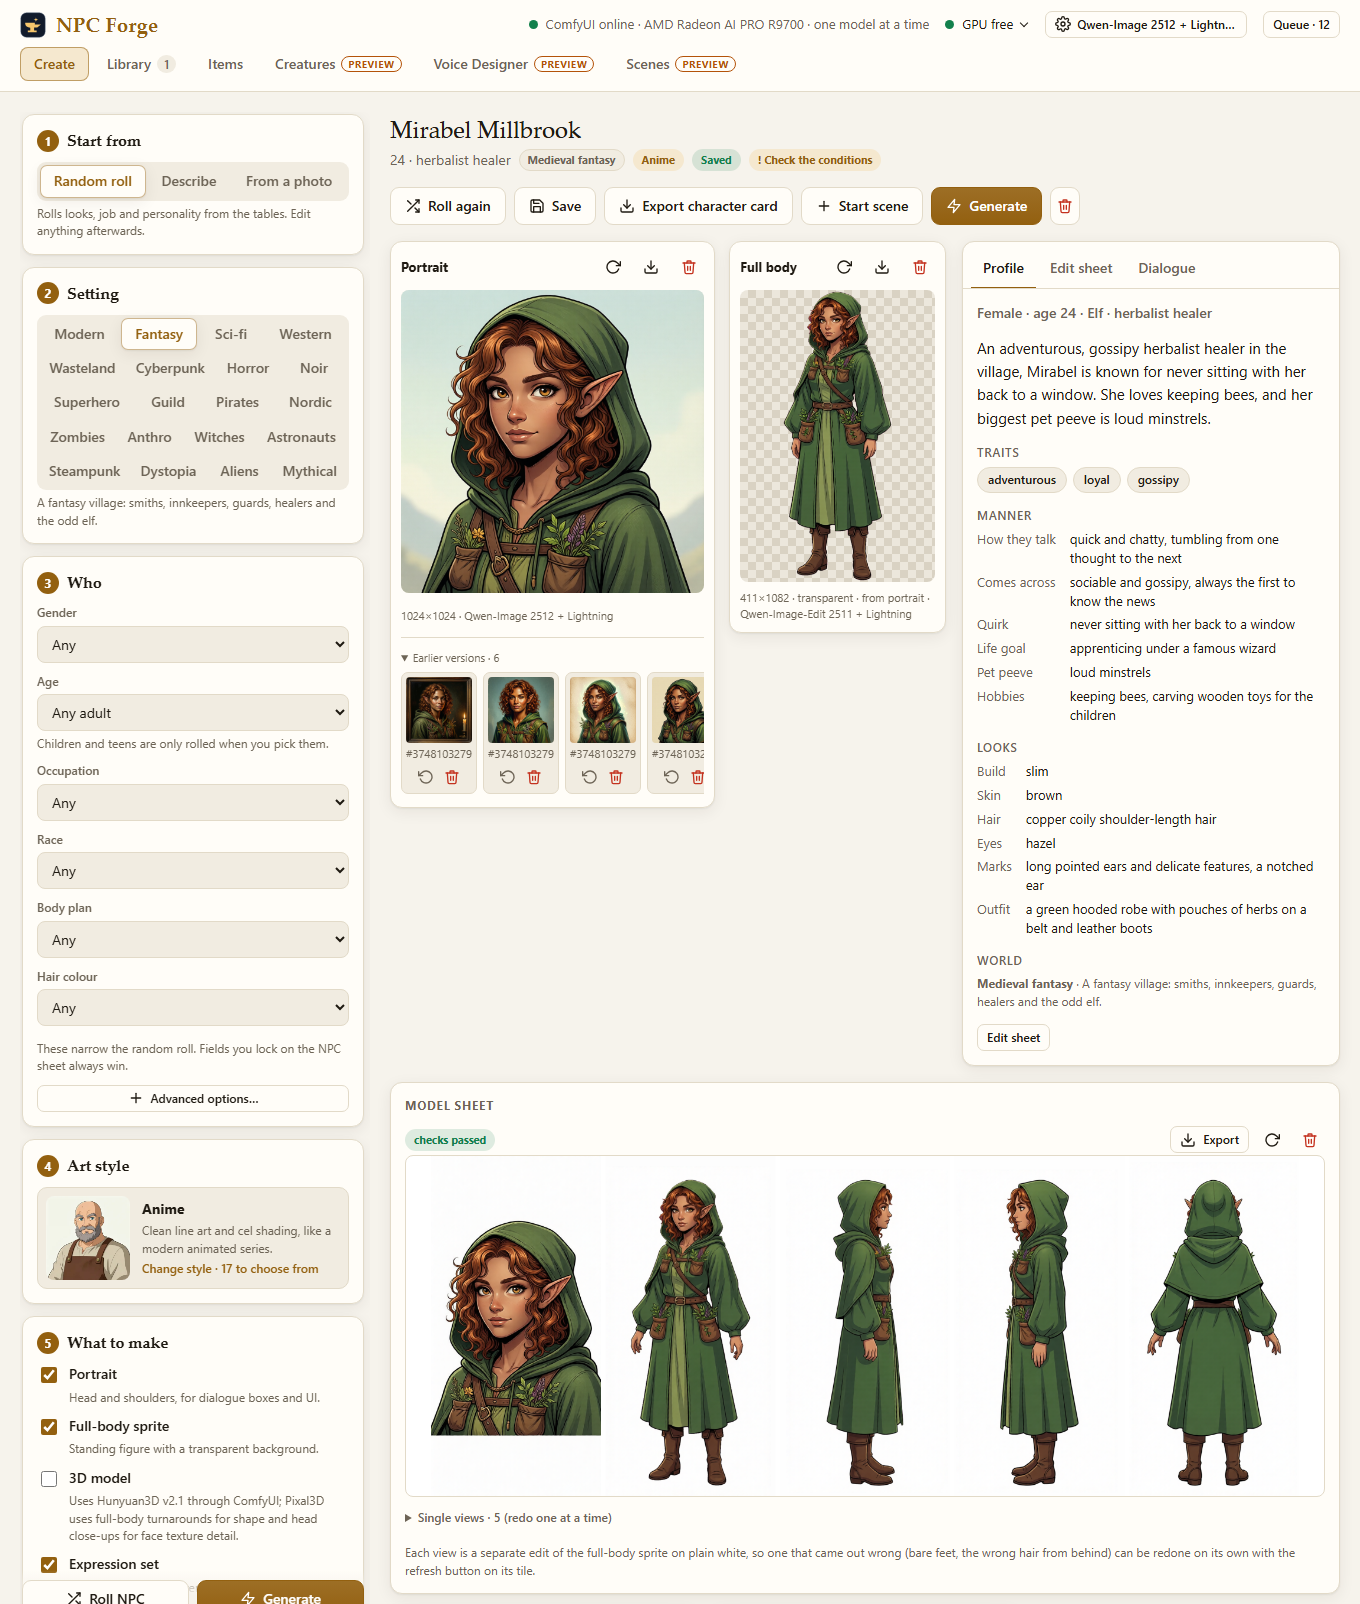 NPC Forge
ComfyUI online · AMD Radeon AI PRO R9700 · one model at a time
GPU free
Qwen-Image 2512 + Lightn...
Queue · 12
Create
Library 1
Items
Creatures PREVIEW
Voice Designer PREVIEW
Scenes PREVIEW
1 Start from
Random roll
Describe
From a photo
Rolls looks, job and personality from the tables. Edit
anything afterwards.
2 Setting
Modern Fantasy Sci-fi Western
Wasteland Cyberpunk Horror Noir
Superhero Guild Pirates Nordic
Zombies Anthro Witches Astronauts
Steampunk Dystopia Aliens Mythical
A fantasy village: smiths, innkeepers, guards, healers and
the odd elf.
3 Who
Gender
Any
Age
Any adult
Children and teens are only rolled when you pick them.
Occupation
Any
Race
Any
Body plan
Any
Hair colour
Any
These narrow the random roll. Fields you lock on the NPC
sheet always win.
Advanced options...
4 Art style
Anime
Clean line art and cel shading, like a
modern animated series.
Change style · 17 to choose from
5 What to make
Portrait
Head and shoulders, for dialogue boxes and UI.
Full-body sprite
Standing figure with a transparent background.
3D model
Uses Hunyuan3D v2.1 through ComfyUI; Pixal3D
uses full-body turnarounds for shape and head
close-ups for face texture detail.
Expression set
Roll NPC
Generate
Mirabel Millbrook
24 · herbalist healer
Medieval fantasy
Anime
Saved
! Check the conditions
Roll again
Save
Export character card
Start scene
Generate
Portrait
1024×1024 · Qwen-Image 2512 + Lightning
Earlier versions · 6
#3748103279 #3748103279 #3748103279 #3748103279
Full body
411×1082 · transparent · from portrait ·
Qwen-Image-Edit 2511 + Lightning
Profile
Edit sheet
Dialogue
Female · age 24 · Elf · herbalist healer
An adventurous, gossipy herbalist healer in the
village, Mirabel is known for never sitting with her
back to a window. She loves keeping bees, and her
biggest pet peeve is loud minstrels.
TRAITS
adventurous
loyal
gossipy
MANNER
How they talk quick and chatty, tumbling from one
thought to the next
Comes across sociable and gossipy, always the first to
know the news
Quirk never sitting with her back to a window
Life goal apprenticing under a famous wizard
Pet peeve loud minstrels
Hobbies keeping bees, carving wooden toys for the
children
LOOKS
Build slim
Skin brown
Hair copper coily shoulder-length hair
Eyes hazel
Marks long pointed ears and delicate features, a notched
ear
Outfit a green hooded robe with pouches of herbs on a
belt and leather boots
WORLD
Medieval fantasy · A fantasy village: smiths, innkeepers, guards,
healers and the odd elf.
Edit sheet
MODEL SHEET
checks passed
Export
Single views · 5 (redo one at a time)
Each view is a separate edit of the full-body sprite on plain white, so one that came out wrong (bare feet, the wrong hair from behind) can be redone on its own with the
refresh button on its tile.